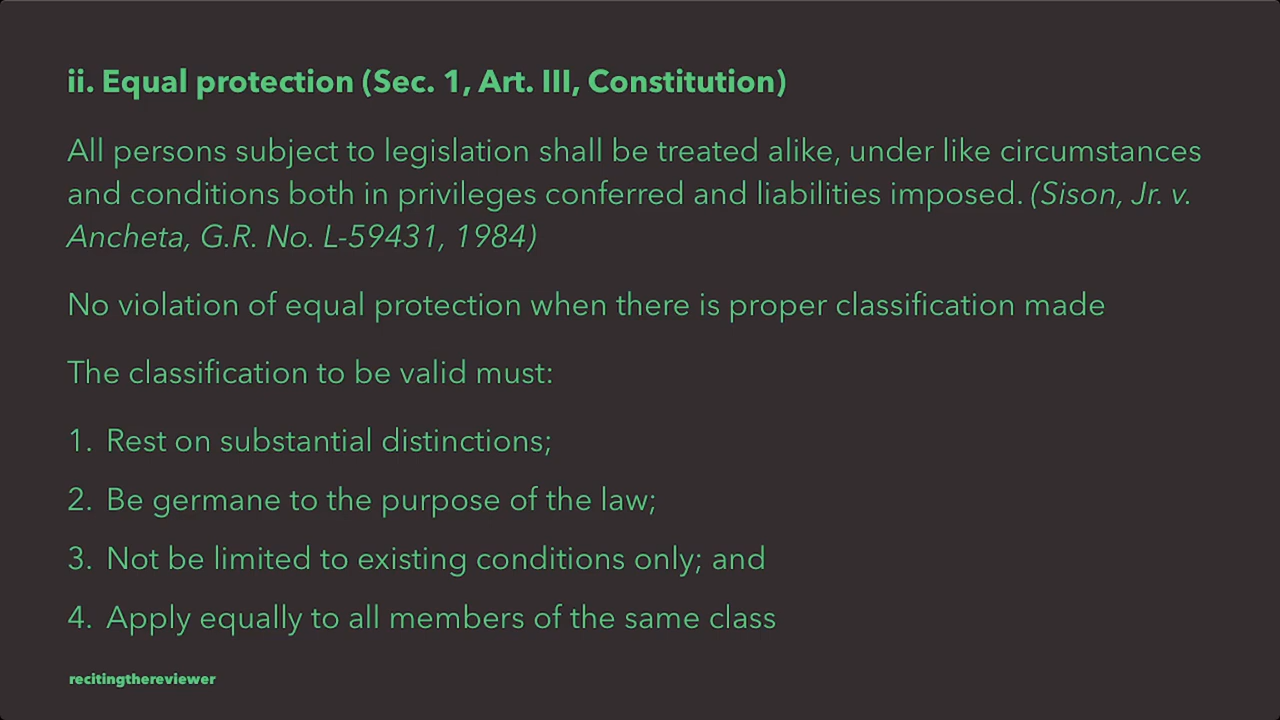 ii. Equal protection (Sec. 1, Art. III, Constitution)
All persons subject to legislation shall be treated alike, under like circumstances
and conditions both in privileges conferred and liabilities imposed. (Sison, Jr. v.
Ancheta, G.R. No. L-59431, 1984)
No violation of equal protection when there is proper classification made
The classification to be valid must:
1. Rest on substantial distinctions;
2. Be germane to the purpose of the law;
3. Not be limited to existing conditions only; and
4. Apply equally to all members of the same class
recitingthereviewer